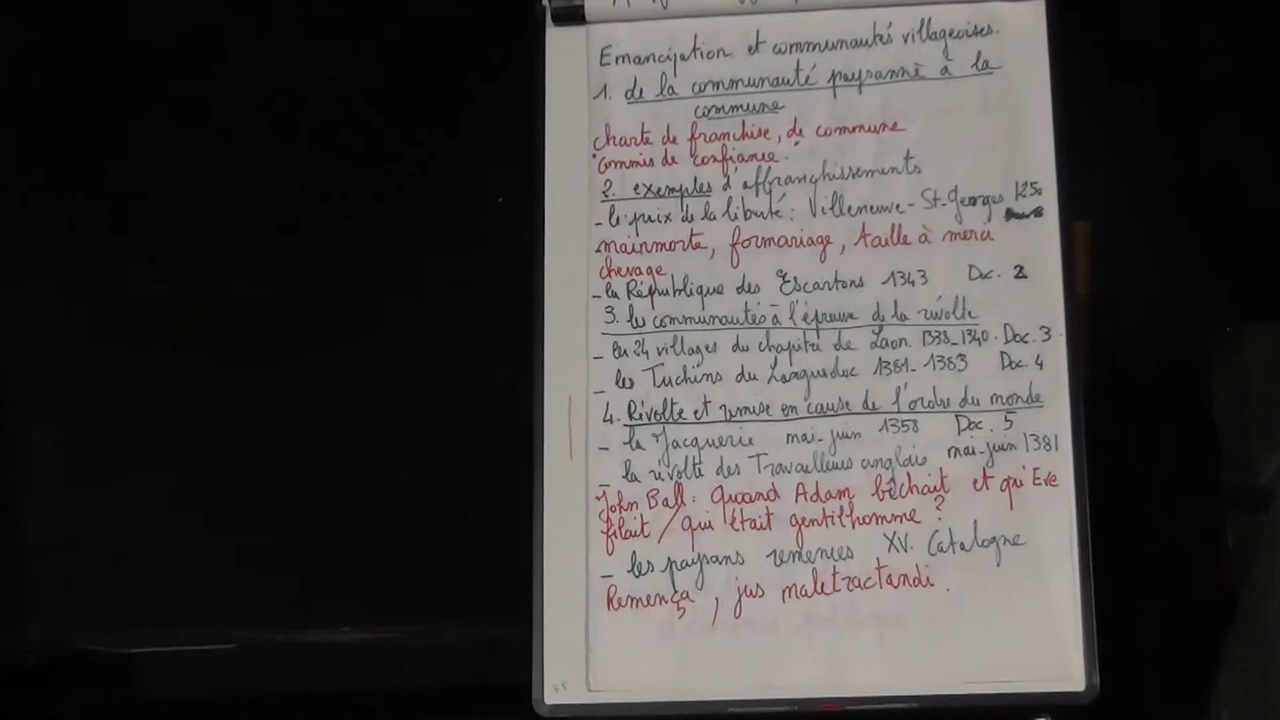 Emancipation et communautés villageoises.
1. de la communauté paysanne à la
commune
charte de franchise, de commune
"commis de confiance."
2. exemples d'affranchissements
- le prix de la liberté : Villeneuve-St-Georges 1250
mainmorte, formariage, taille à merci
chevage
- la République des Escartons 1343 Doc. 2
3. les communautés à l'épreuve de la révolte
- les 24 villages du chapitre de Laon. 1338-1340. Doc. 3
- les Tuchins du Languedoc 1381-1383 Doc. 4
4. Révolte et remise en cause de l'ordre du monde
- la Jacquerie mai-juin 1358 Doc. 5
- la révolte des Travailleurs anglais mai-juin 1381
John Ball : Quand Adam bêchait et qu'Eve
filait / qui était gentilhomme ?
- les paysans remences XV. Catalogne
Remença, jus maletractandi.